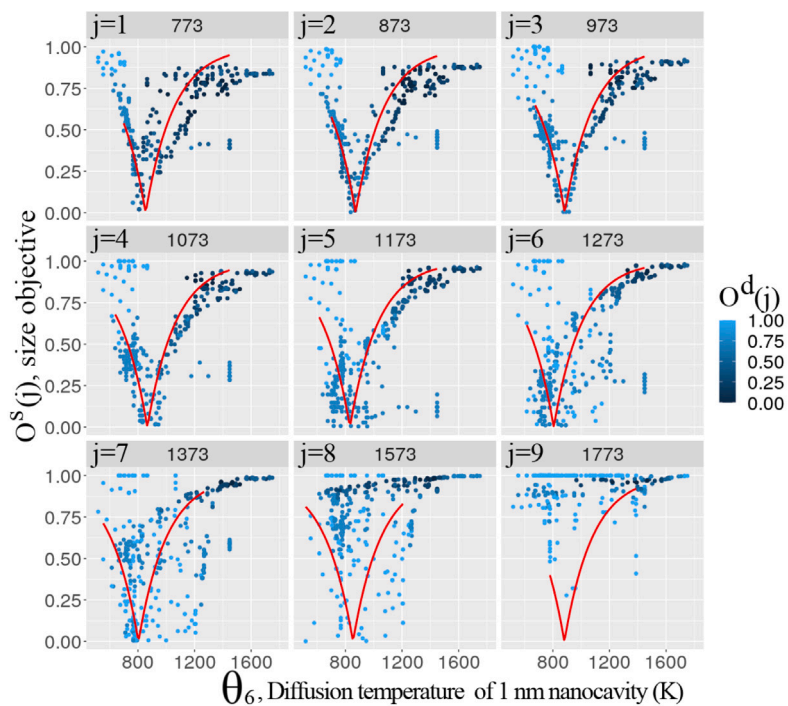 j=1 773 j=2 873 j=3 973
1.00
0.75
0.50
0.25
0.00
j=4 1073 j=5 1173 j=6 1273
1.00
0.75
0.50
0.25
0.00
j=7 1373 j=8 1573 j=9 1773
1.00
0.75
0.50
0.25
0.00
800 1200 1600 800 1200 1600 800 1200 1600
O^s(j), size objective
θ₆, Diffusion temperature of 1 nm nanocavity (K)
O^d(j)
1.00
0.75
0.50
0.25
0.00